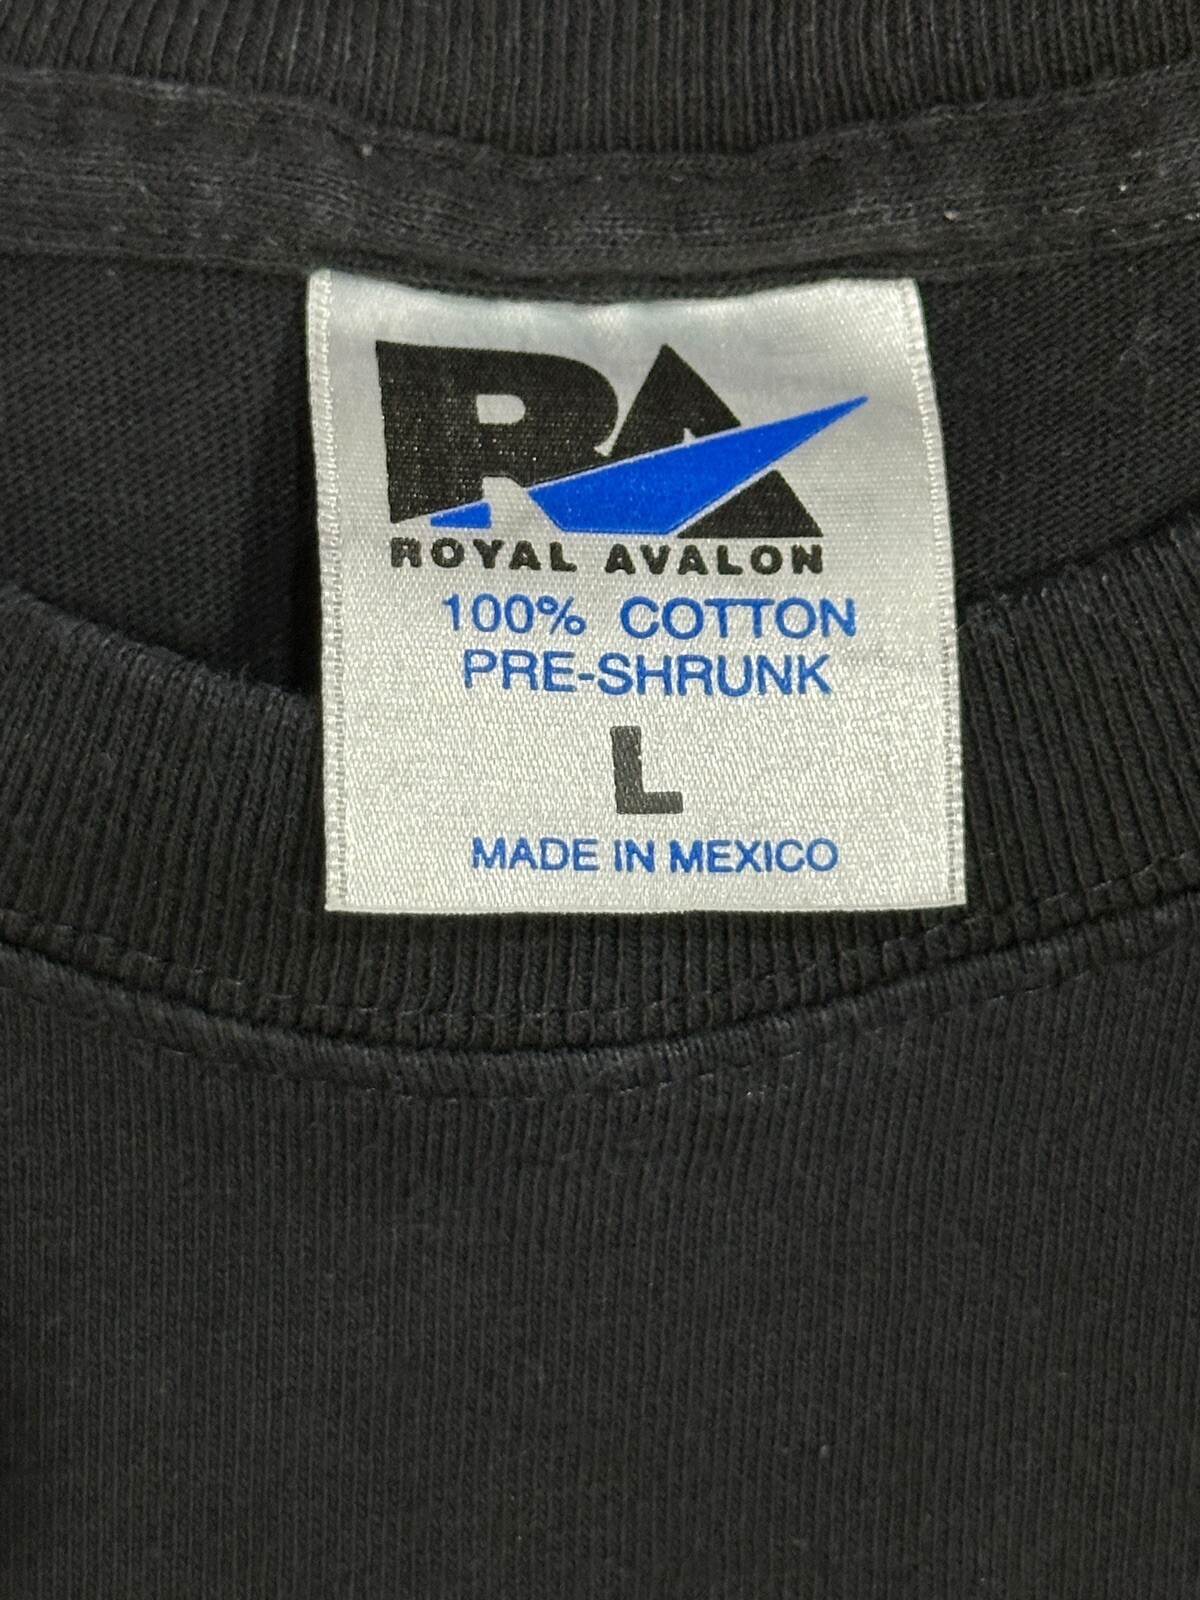 RA
ROYAL AVALON
100% COTTON
PRE-SHRUNK
L
MADE IN MEXICO